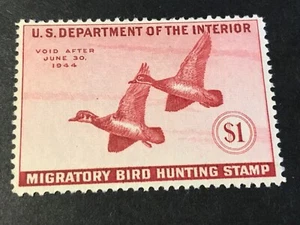 U.S. DEPARTMENT OF THE INTERIOR
VOID AFTER
JUNE 30,
1944
$1
MIGRATORY BIRD HUNTING STAMP